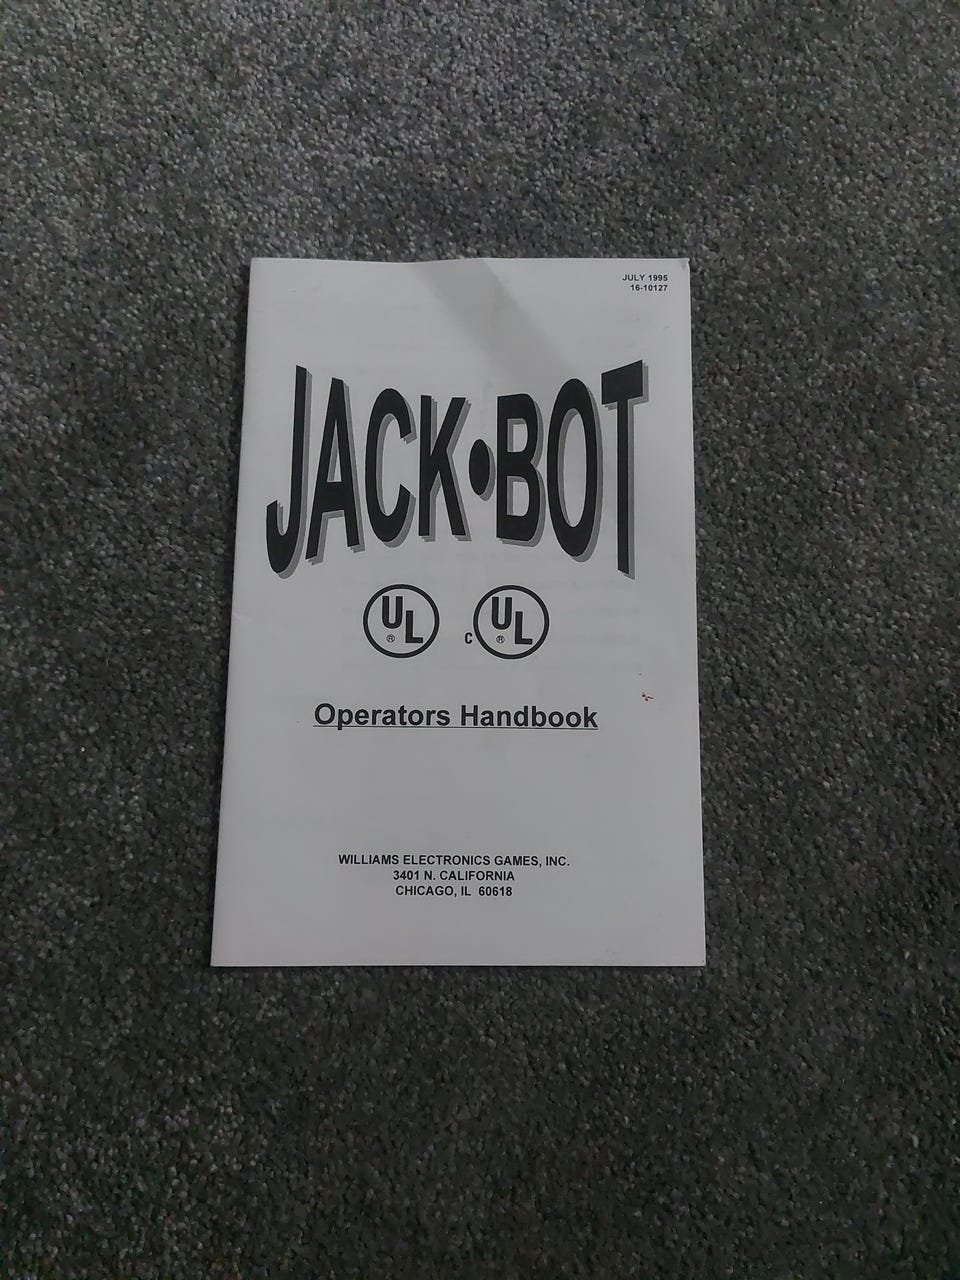 JULY 1995
16-10127
JACK•BOT
UL® c UL®
Operators Handbook
WILLIAMS ELECTRONICS GAMES, INC.
3401 N. CALIFORNIA
CHICAGO, IL 60618